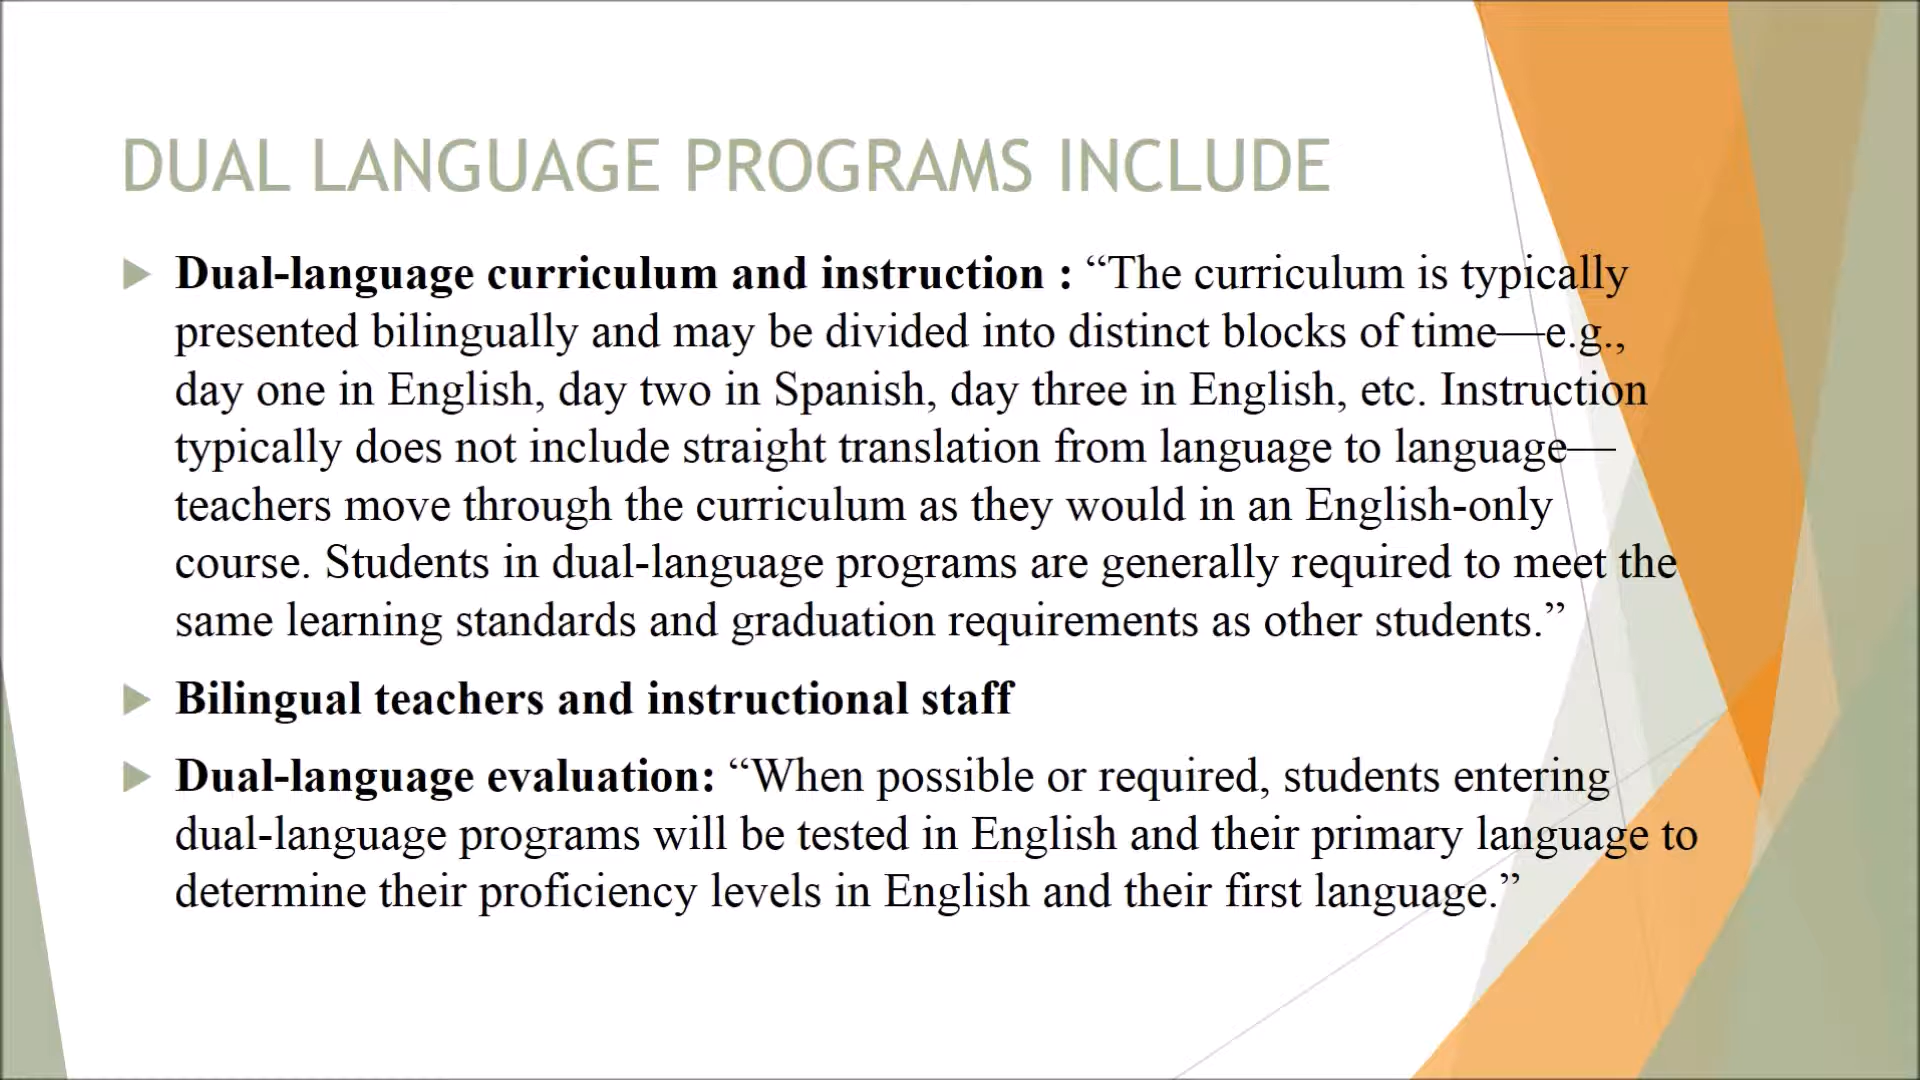 DUAL LANGUAGE PROGRAMS INCLUDE
Dual-language curriculum and instruction : “The curriculum is typically
presented bilingually and may be divided into distinct blocks of time—e.g.,
day one in English, day two in Spanish, day three in English, etc. Instruction
typically does not include straight translation from language to language—
teachers move through the curriculum as they would in an English-only
course. Students in dual-language programs are generally required to meet the
same learning standards and graduation requirements as other students.”
Bilingual teachers and instructional staff
Dual-language evaluation: “When possible or required, students entering
dual-language programs will be tested in English and their primary language to
determine their proficiency levels in English and their first language.”